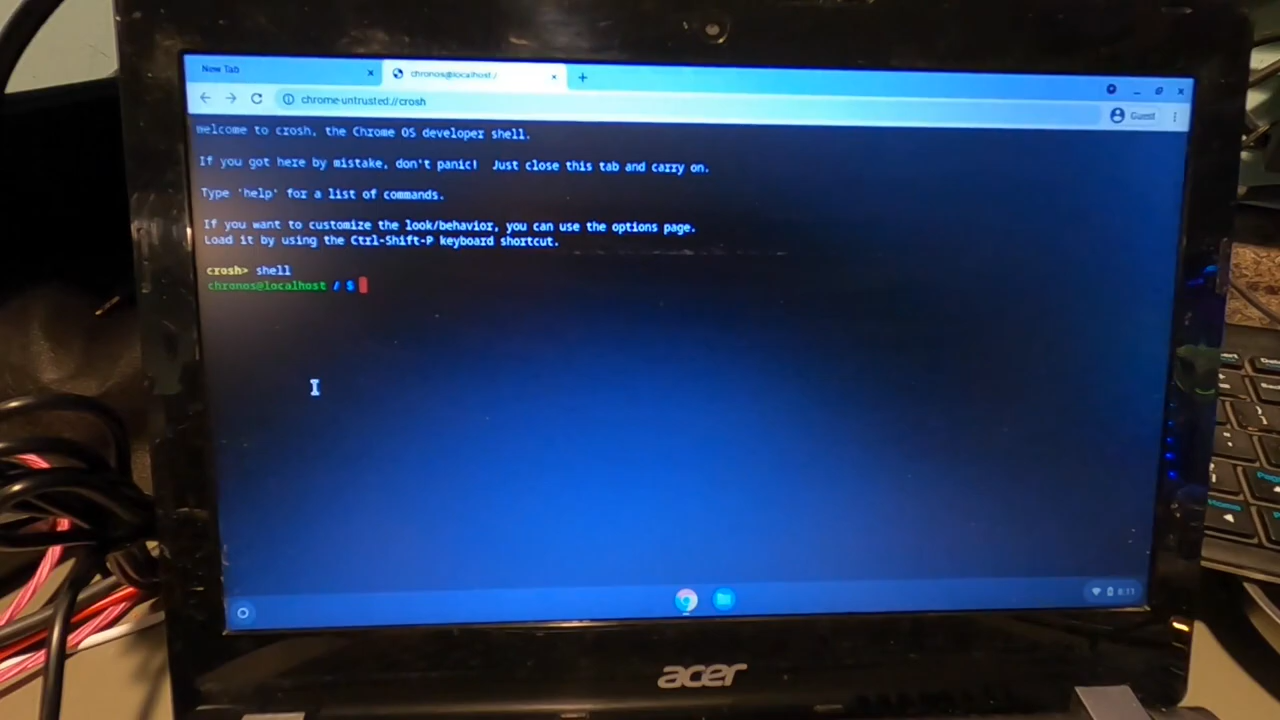 New Tab
chronos@localhost:/
chrome-untrusted://crosh
Guest
Welcome to crosh, the Chrome OS developer shell.
If you got here by mistake, don't panic!  Just close this tab and carry on.
Type 'help' for a list of commands.
If you want to customize the look/behavior, you can use the options page.
Load it by using the Ctrl-Shift-P keyboard shortcut.
crosh> shell
chronos@localhost / $
8:11
acer
Home